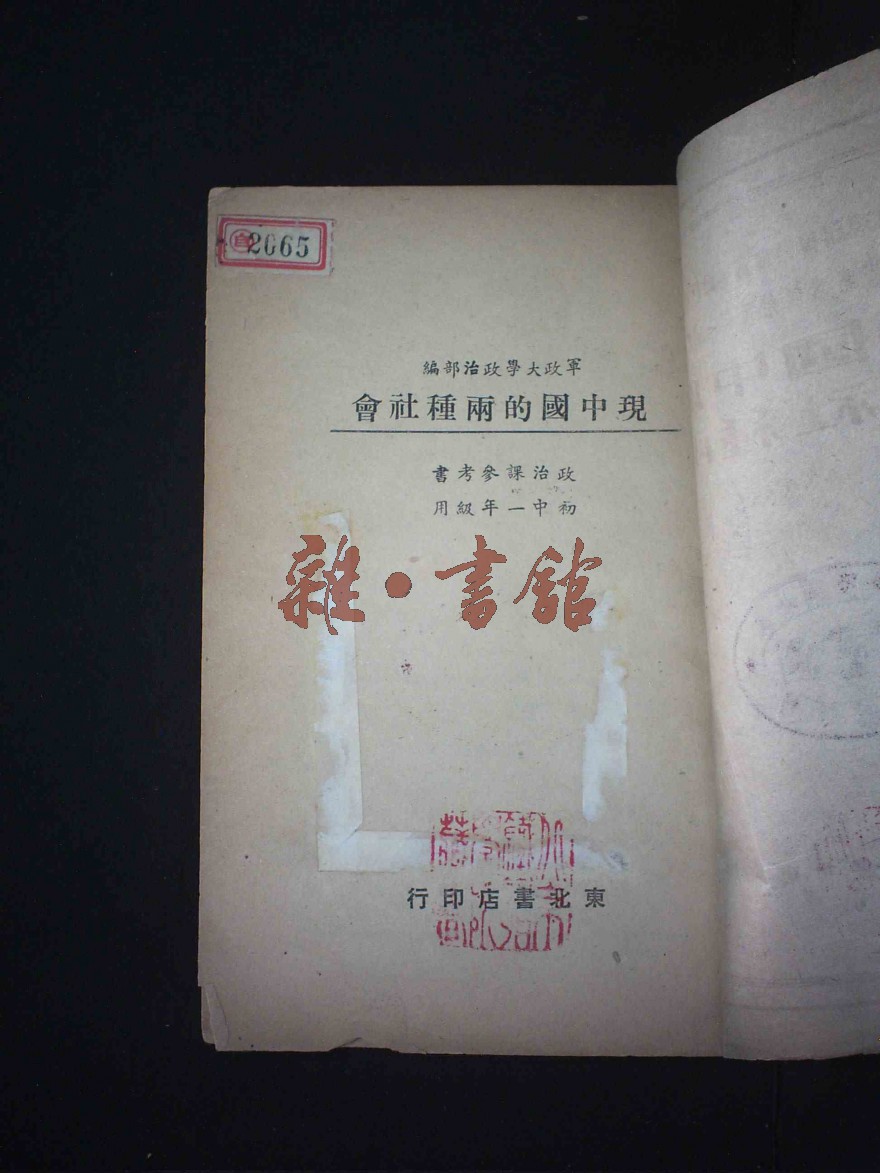 2065
軍政大學政治部編
現中國的兩種社會
政治課參考書
初中一年級用
雜·書館
東北書店印行